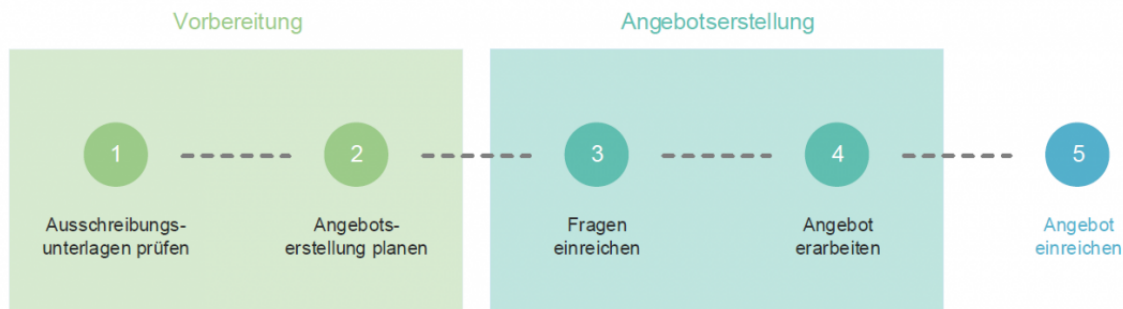 Vorbereitung
Angebotserstellung
1
2
3
4
5
Ausschreibungs-
unterlagen prüfen
Angebots-
erstellung planen
Fragen
einreichen
Angebot
erarbeiten
Angebot
einreichen